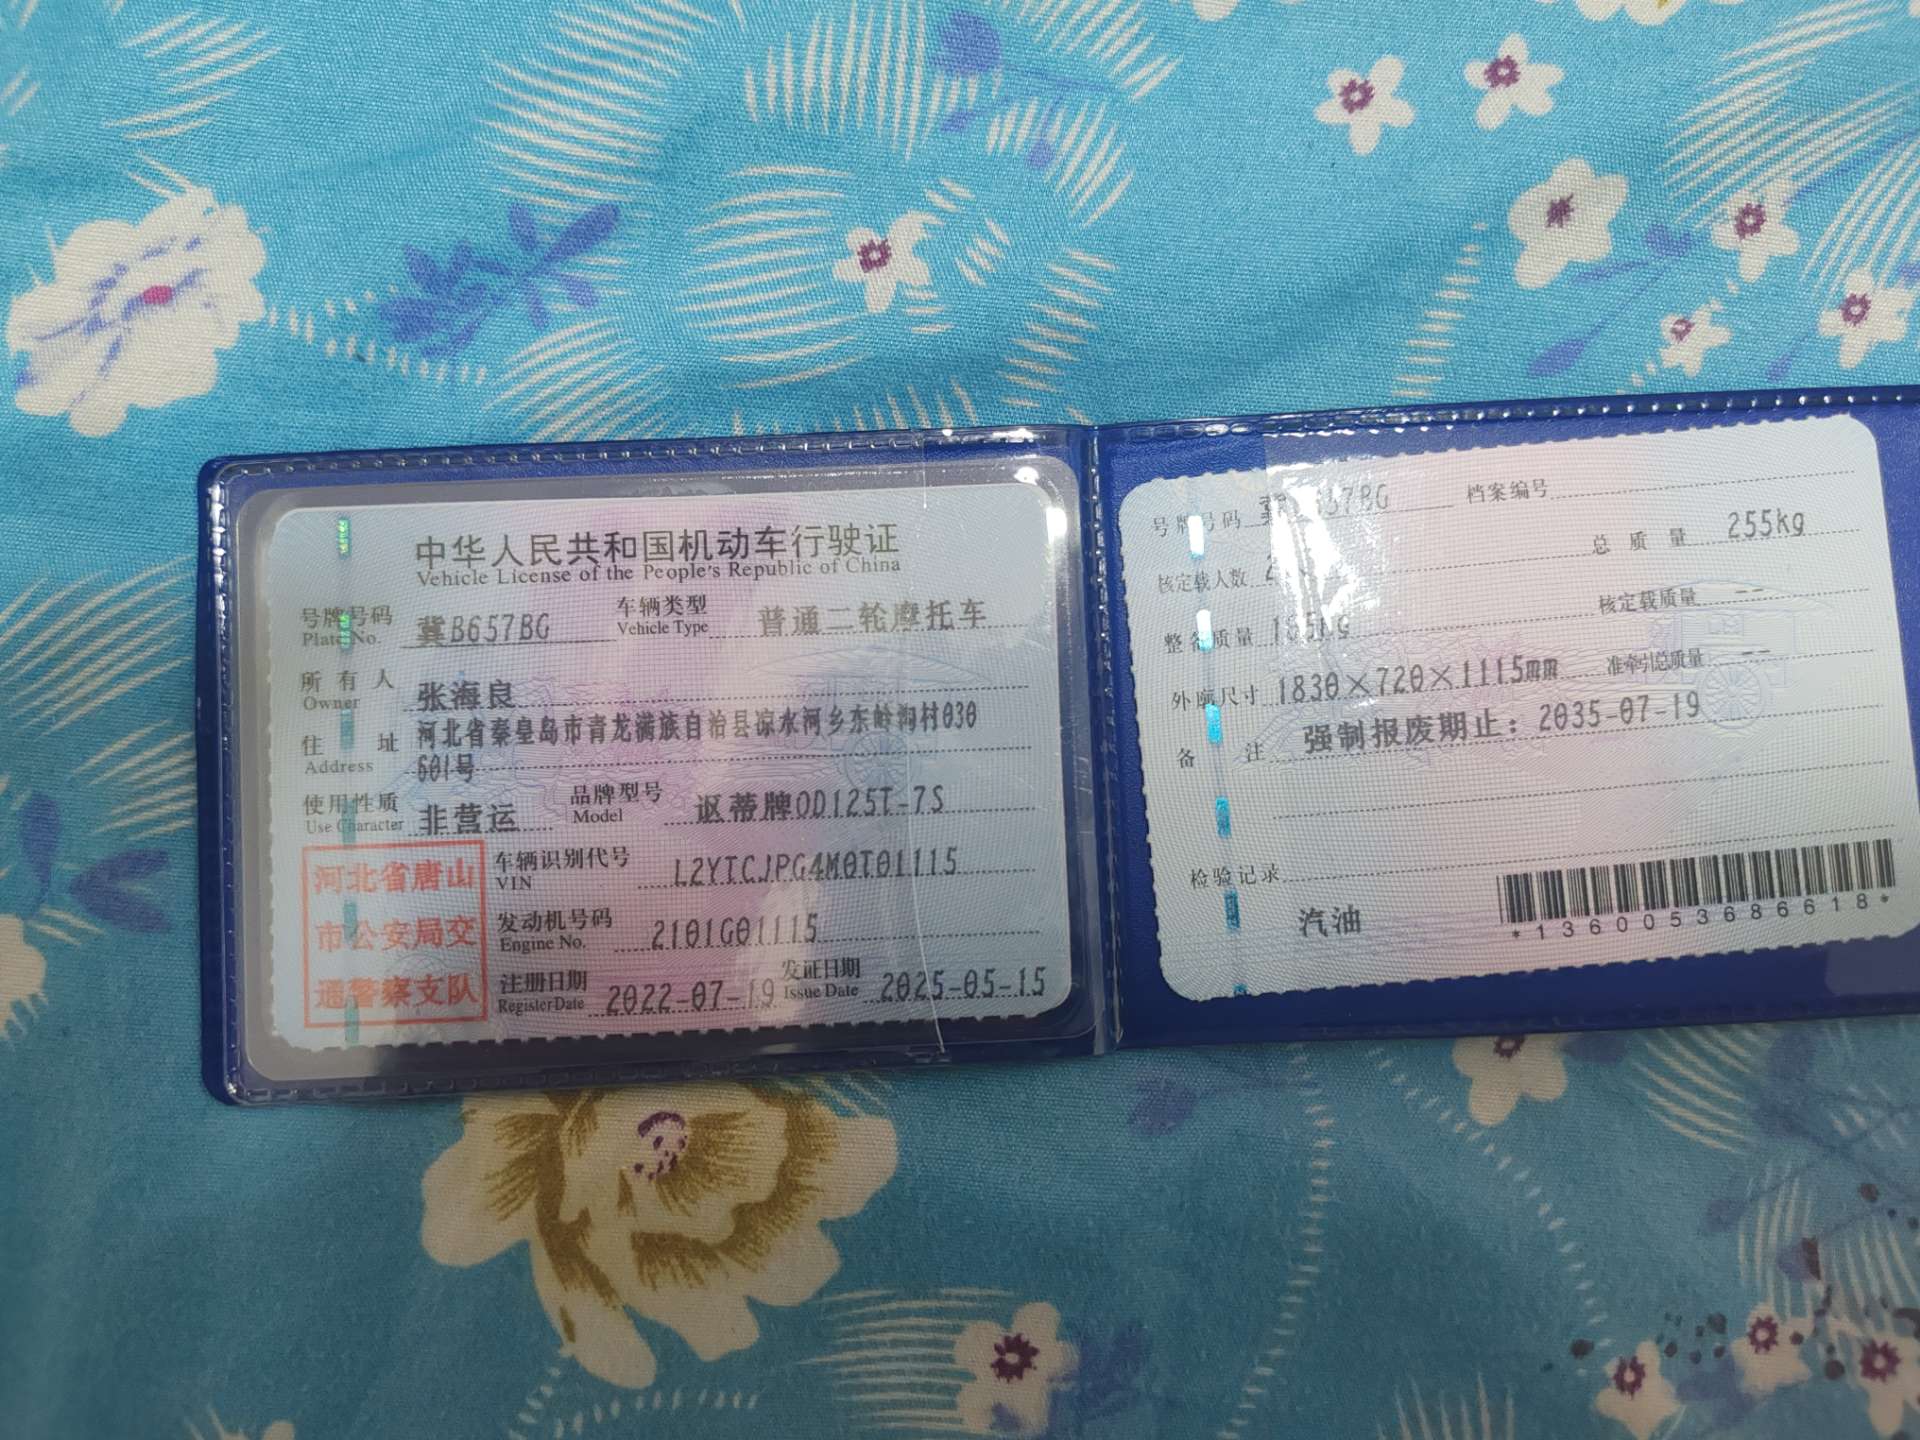 中华人民共和国机动车行驶证
Vehicle License of the People's Republic of China
号牌号码 冀B657BG 车辆类型 普通二轮摩托车
Plate No. Vehicle Type
所有人 张海良
Owner
住址 河北省秦皇岛市青龙满族自治县凉水河乡东岭沟村030
Address 601号
使用性质 非营运 品牌型号 讴蒂牌OD125T-7S
Use Character Model
河北省唐山
市公安局交
通警察支队
车辆识别代号 L2YTCJPG4M0T01115
VIN
发动机号码 2101G01115
Engine No.
注册日期 2022-07-19 发证日期 2025-05-15
Register Date Issue Date
号牌号码 冀 657BG 档案编号
核定载人数 总质量 255kg
整备质量 185kg 核定载质量 --
外廓尺寸 1830×720×1115mm 准牵引总质量 --
备注 强制报废期止：2035-07-19
检验记录
汽油
*1360053686618*